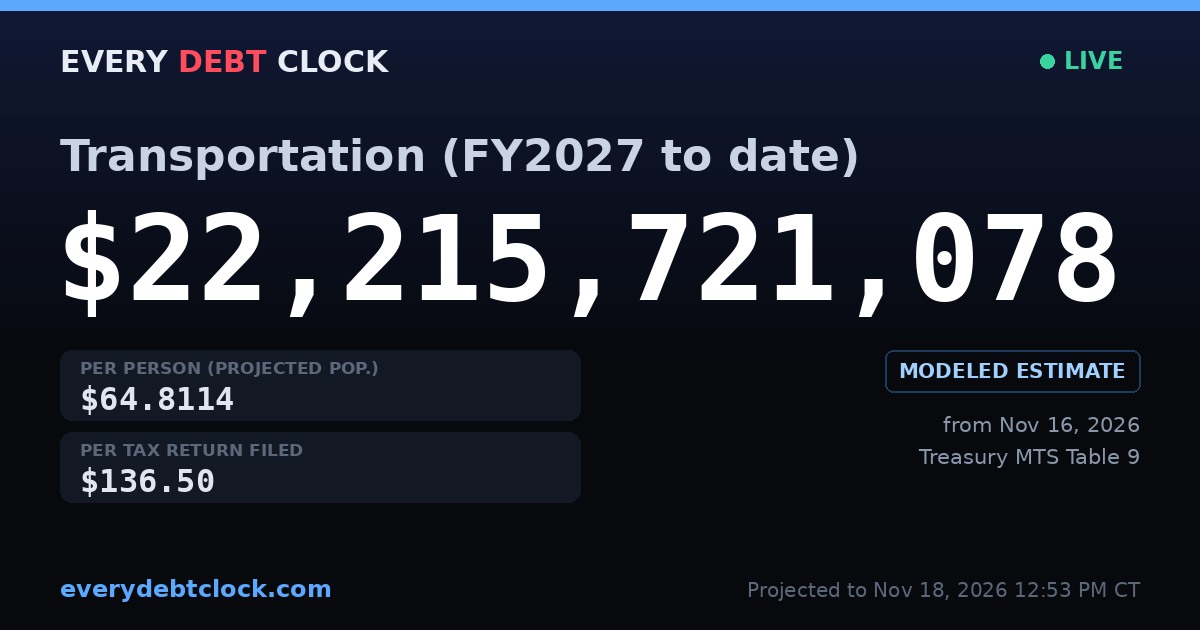 EVERY DEBT CLOCK
LIVE
Transportation (FY2027 to date)
$22,215,721,078
PER PERSON (PROJECTED POP.)
$64.8114
PER TAX RETURN FILED
$136.50
MODELED ESTIMATE
from Nov 16, 2026
Treasury MTS Table 9
everydebtclock.com
Projected to Nov 18, 2026 12:53 PM CT